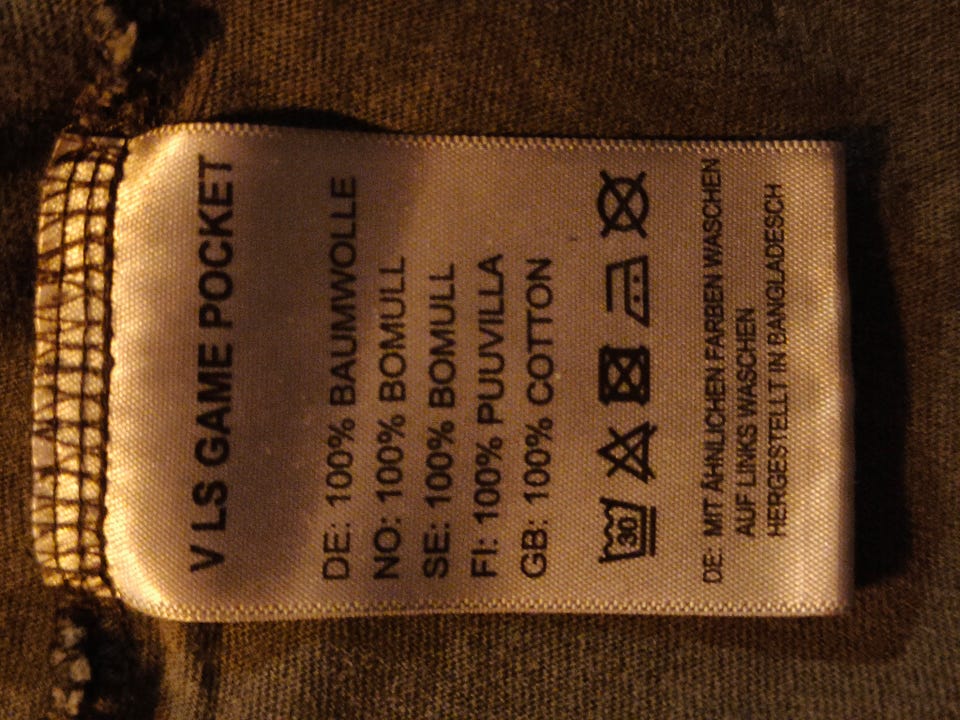 V LS GAME POCKET
DE: 100% BAUMWOLLE
NO: 100% BOMULL
SE: 100% BOMULL
FI: 100% PUUVILLA
GB: 100% COTTON
30
DE: MIT ÄHNLICHEN FARBEN WASCHEN
AUF LINKS WASCHEN
HERGESTELLT IN BANGLADESCH